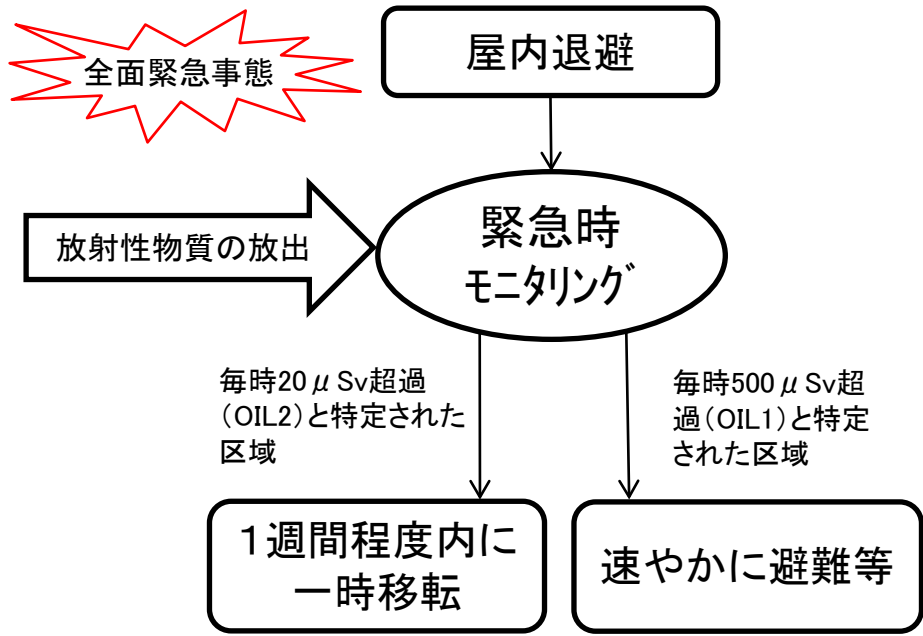 全面緊急事態
屋内退避
放射性物質の放出
緊急時
ﾓﾆﾀﾘﾝｸﾞ
毎時20μSv超過
(OIL2)と特定された
区域
毎時500μSv超
過(OIL1)と特定
された区域
１週間程度内に
一時移転
速やかに避難等